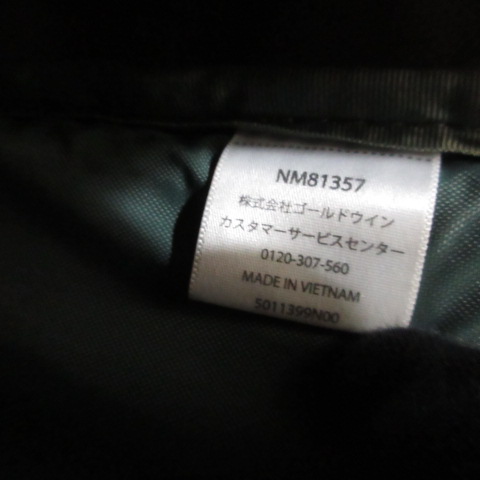 NM81357
株式会社ゴールドウイン
カスタマーサービスセンター
0120-307-560
MADE IN VIETNAM
5011399N00